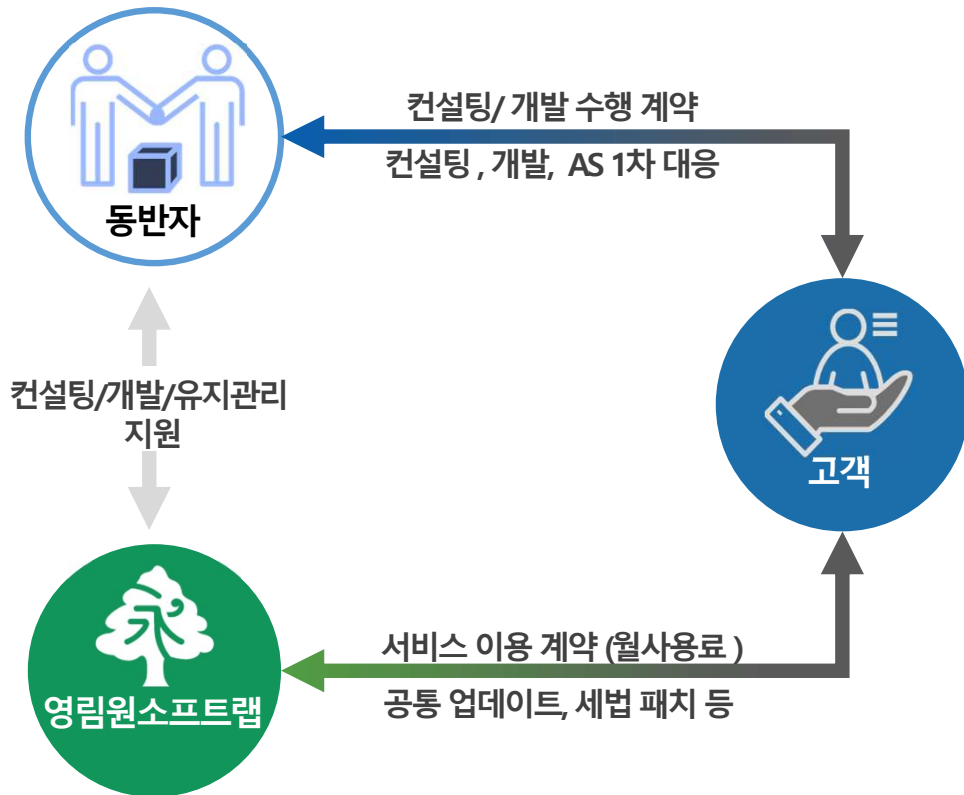 컨설팅/ 개발 수행 계약
컨설팅 , 개발, AS 1차 대응
동반자
컨설팅/개발/유지관리
지원
고객
영림원소프트랩
서비스 이용 계약 (월사용료 )
공통 업데이트, 세법 패치 등